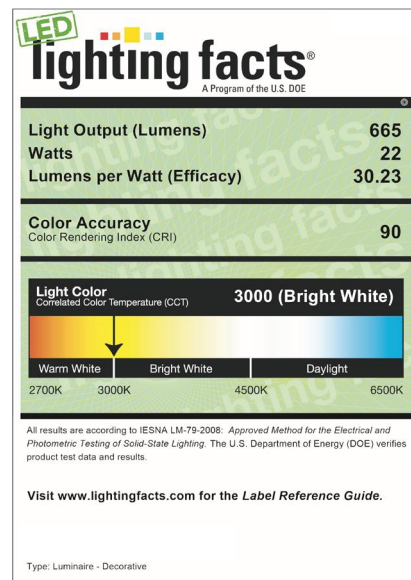 LED
lighting facts®
A Program of the U.S. DOE
Light Output (Lumens) 665
Watts 22
Lumens per Watt (Efficacy) 30.23
Color Accuracy 90
Color Rendering Index (CRI)
Light Color 3000 (Bright White)
Correlated Color Temperature (CCT)
Warm White Bright White Daylight
2700K 3000K 4500K 6500K
All results are according to IESNA LM-79-2008: Approved Method for the Electrical and
Photometric Testing of Solid-State Lighting. The U.S. Department of Energy (DOE) verifies
product test data and results.
Visit www.lightingfacts.com for the Label Reference Guide.
Type: Luminaire - Decorative